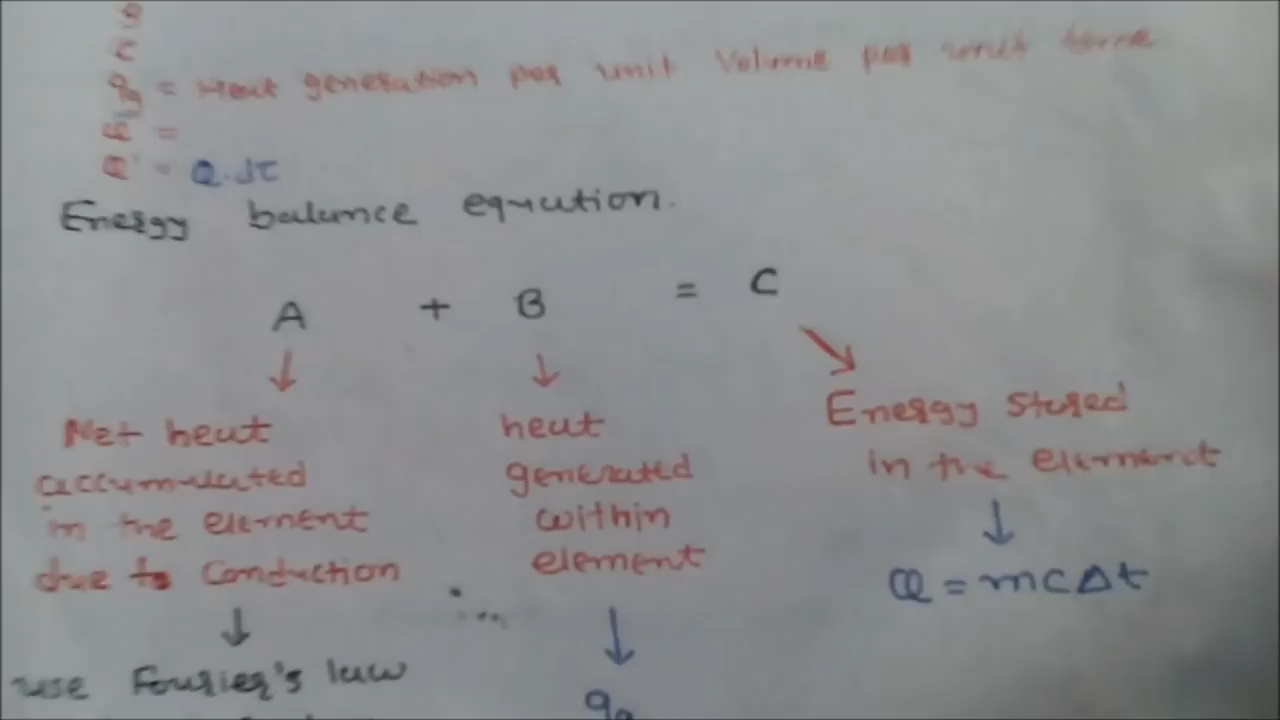 C
qg = Heat generation per unit Volume per unit time.
Q =
Q' = Q.dτ
Energy balance equation.
A + B = C
Net heat
accumulated
in the element
due to Conduction
heat
generated
within
element
Energy stored
in the element
Q = mcΔt
use Fourier's law
qg